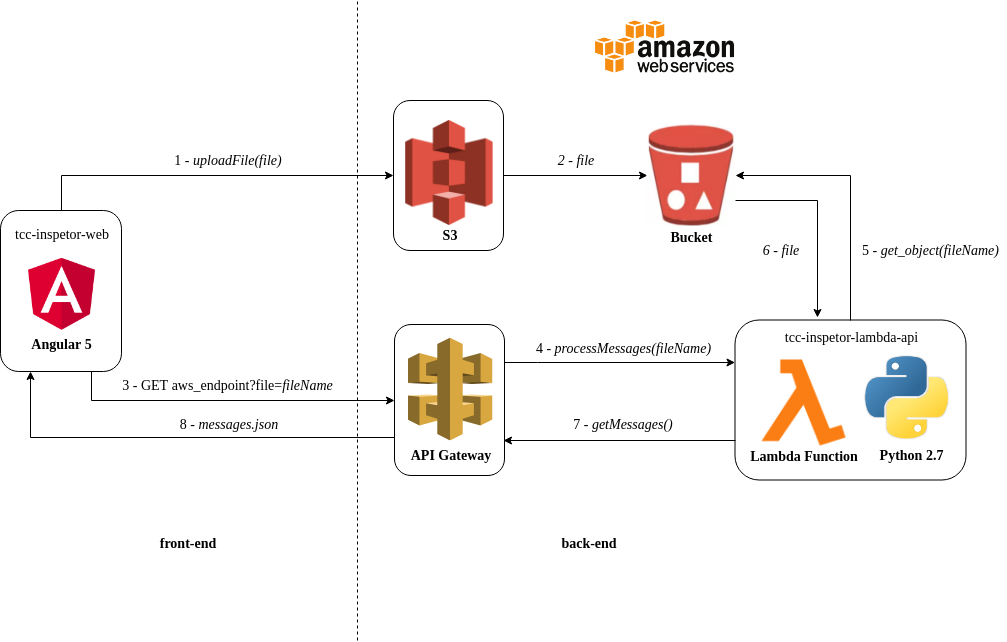 amazon
web services
1 - uploadFile(file)
2 - file
S3
Bucket
tcc-inspetor-web
Angular 5
6 - file
5 - get_object(fileName)
tcc-inspetor-lambda-api
4 - processMessages(fileName)
3 - GET aws_endpoint?file=fileName
8 - messages.json
7 - getMessages()
API Gateway
Lambda Function
Python 2.7
front-end
back-end